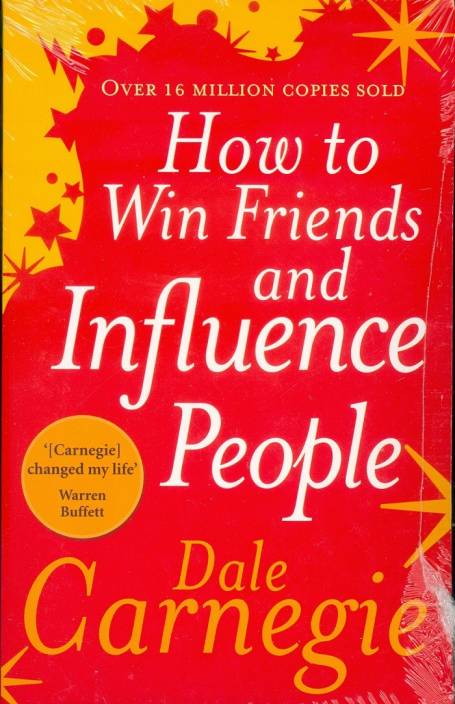 OVER 16 MILLION COPIES SOLD
How to
Win Friends
and
Influence
People
‘[Carnegie]
changed my life’
Warren
Buffett
Dale
Carnegie